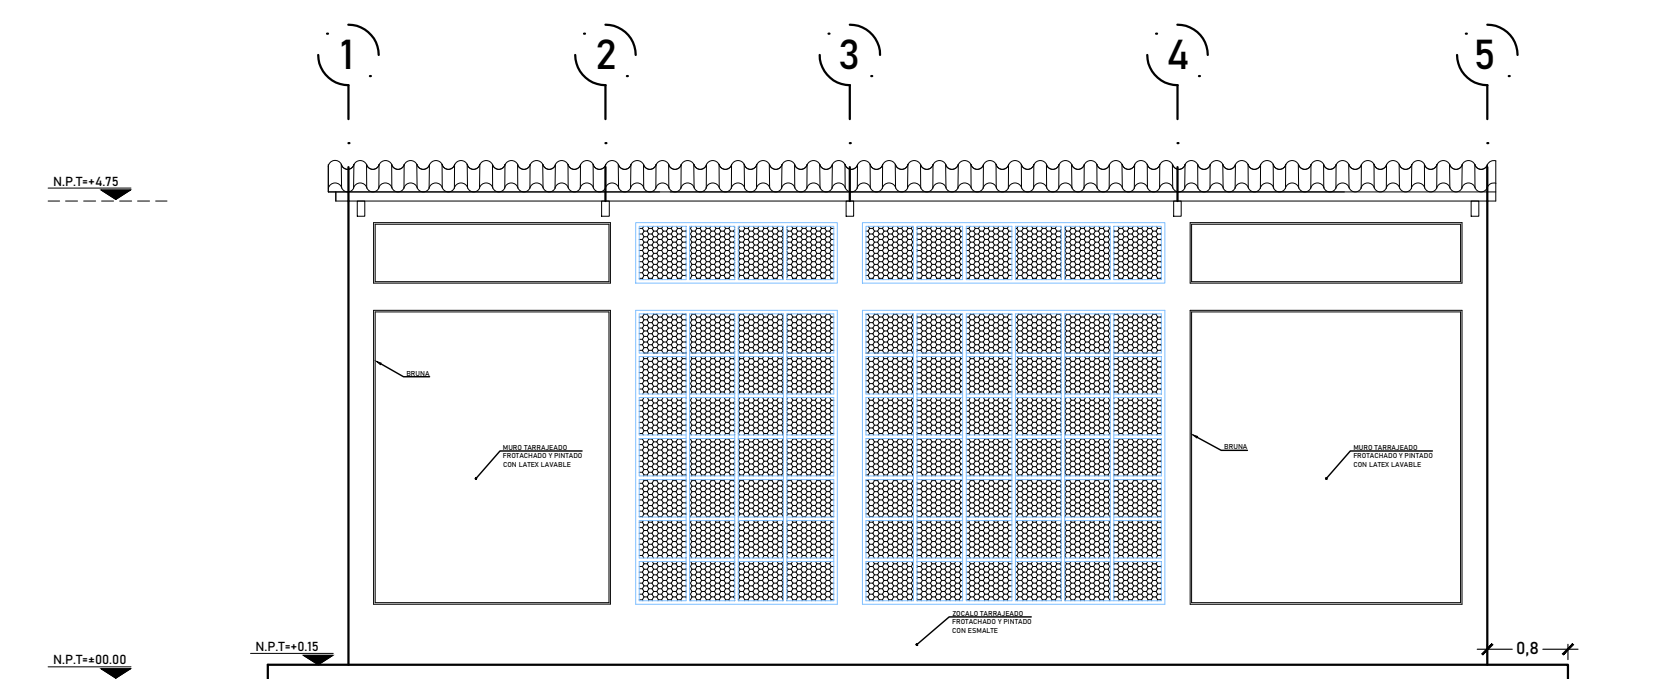 1 2 3 4 5
N.P.T=+4.75
BRUNA
MURO TARRAJEADO
FROTACHADO Y PINTADO
CON LATEX LAVABLE
BRUNA
MURO TARRAJEADO
FROTACHADO Y PINTADO
CON LATEX LAVABLE
ZOCALO TARRAJEADO
FROTACHADO Y PINTADO
CON ESMALTE
N.P.T=+0.15
0,8
N.P.T=±00.00